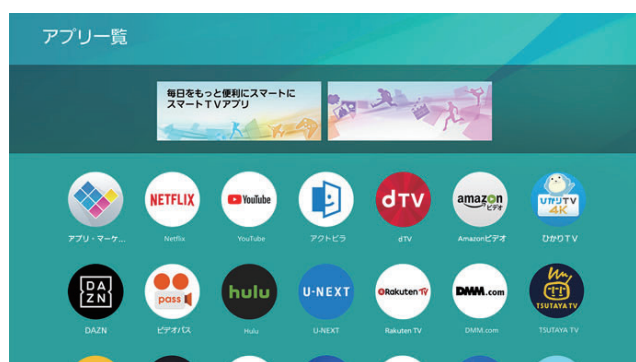 アプリ一覧
毎日をもっと便利にスマートに
スマートTVアプリ
NETFLIX
YouTube
dTV
amazon
ビデオ
ひかりTV
4K
アプリ・マーケ...
Netflix
YouTube
アクトビラ
dTV
Amazonビデオ
ひかりTV
DA
ZN
pass
hulu
U-NEXT
Rakuten TV
DMM.com
TSUTAYA TV
DAZN
ビデオパス
Hulu
U-NEXT
Rakuten TV
DMM.com
TSUTAYA TV